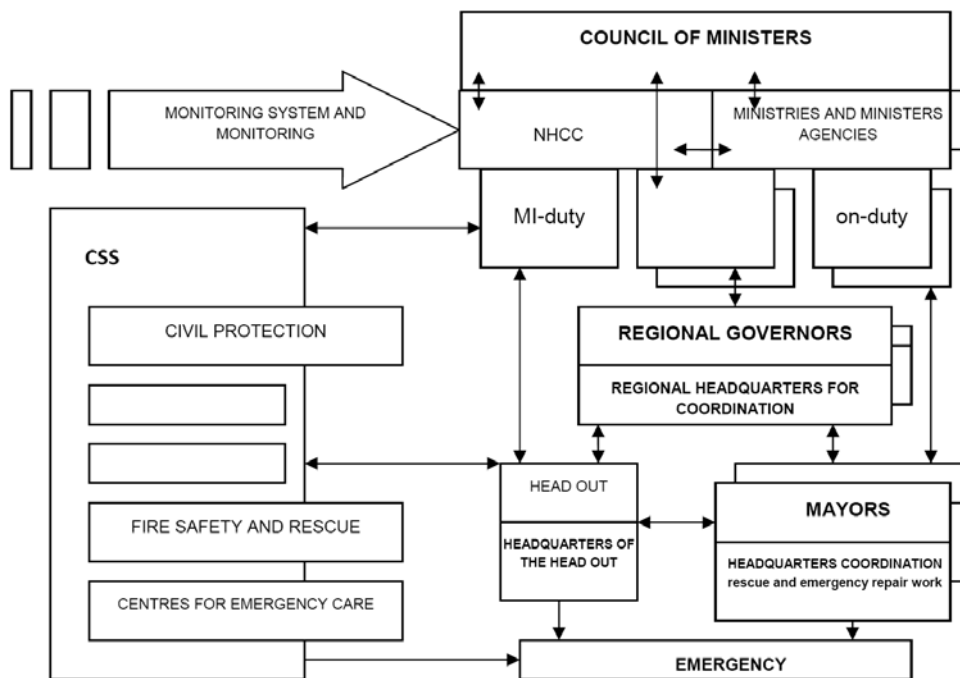 COUNCIL OF MINISTERS
MONITORING SYSTEM AND
MONITORING
NHCC
MINISTRIES AND MINISTERS
AGENCIES
MI-duty
on-duty
CSS
CIVIL PROTECTION
REGIONAL GOVERNORS
REGIONAL HEADQUARTERS FOR
COORDINATION
HEAD OUT
HEADQUARTERS OF
THE HEAD OUT
MAYORS
HEADQUARTERS COORDINATION
rescue and emergency repair work
FIRE SAFETY AND RESCUE
CENTRES FOR EMERGENCY CARE
EMERGENCY